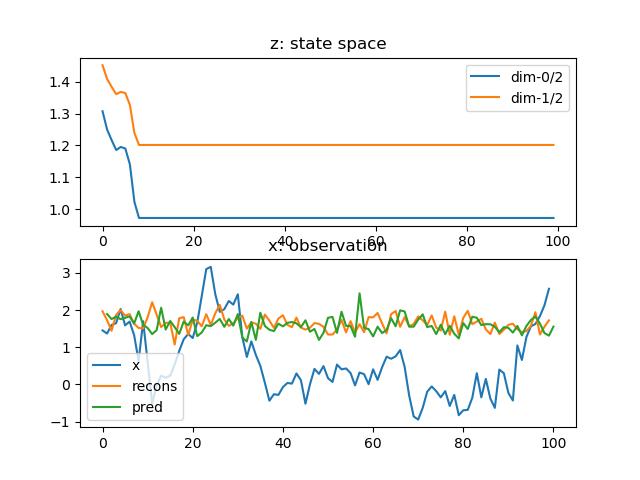 z: state space
1.4
1.3
1.2
1.1
1.0
dim-0/2
dim-1/2
0 20 40 60 80 100
x: observation
3
2
1
0
−1
x
recons
pred
0 20 40 60 80 100